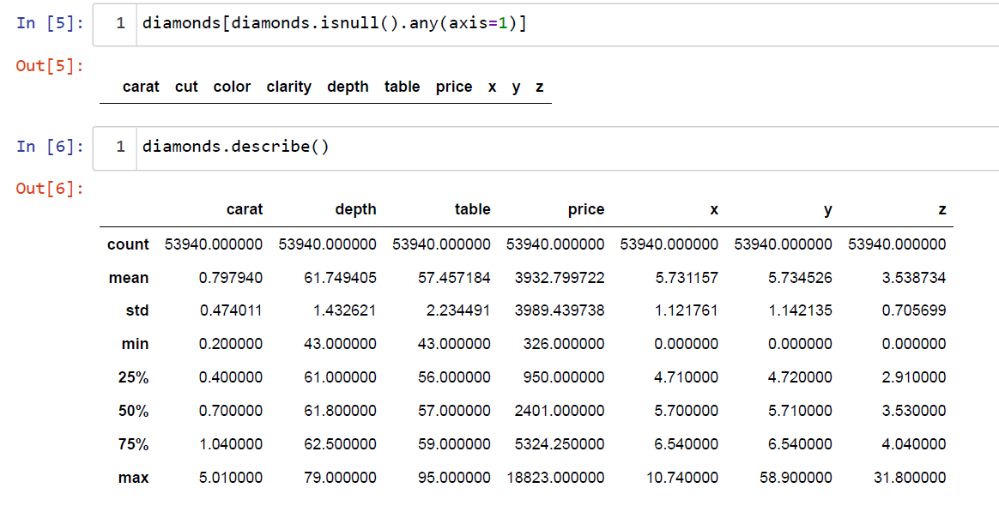 In [5]: 1 diamonds[diamonds.isnull().any(axis=1)]
Out[5]:
carat cut color clarity depth table price x y z
In [6]: 1 diamonds.describe()
Out[6]:
carat depth table price x y z
count 53940.000000 53940.000000 53940.000000 53940.000000 53940.000000 53940.000000 53940.000000
mean 0.797940 61.749405 57.457184 3932.799722 5.731157 5.734526 3.538734
std 0.474011 1.432621 2.234491 3989.439738 1.121761 1.142135 0.705699
min 0.200000 43.000000 43.000000 326.000000 0.000000 0.000000 0.000000
25% 0.400000 61.000000 56.000000 950.000000 4.710000 4.720000 2.910000
50% 0.700000 61.800000 57.000000 2401.000000 5.700000 5.710000 3.530000
75% 1.040000 62.500000 59.000000 5324.250000 6.540000 6.540000 4.040000
max 5.010000 79.000000 95.000000 18823.000000 10.740000 58.900000 31.800000